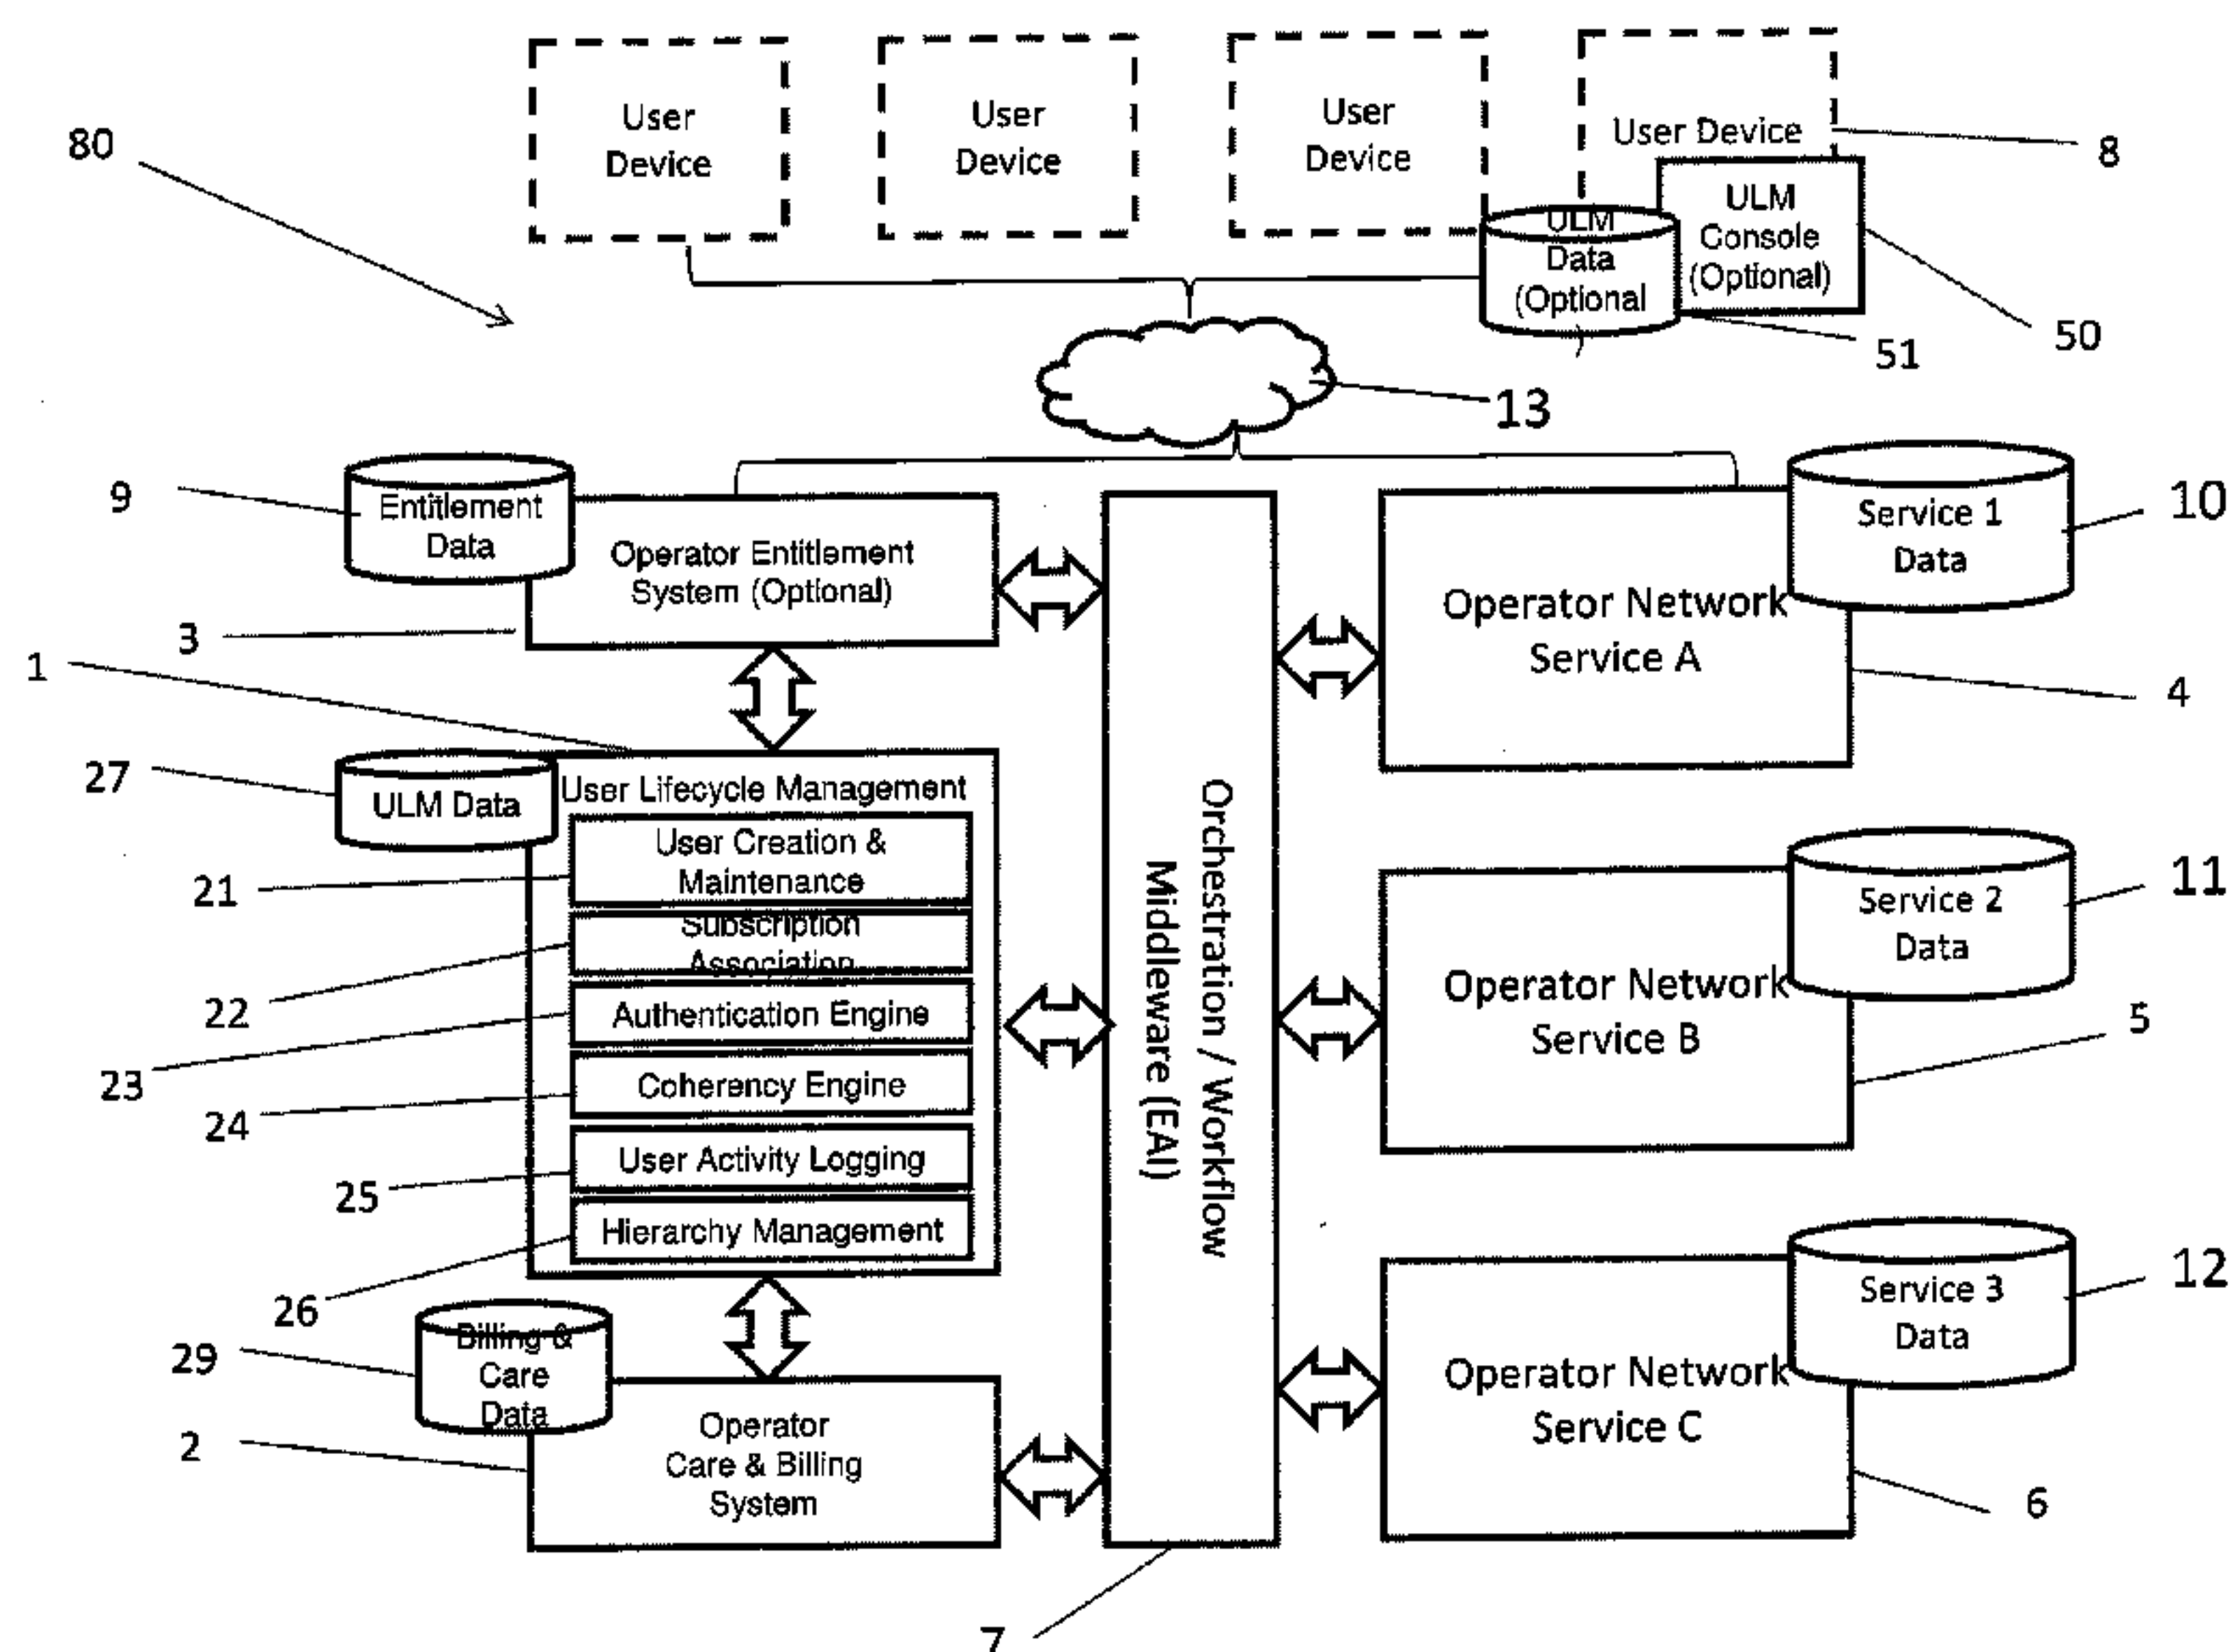 User
Device
User
Device
User
Device
User Device
80
8
ULM
Console
(Optional)
ULM
Data
(Optional
50
51
13
9
Entitlement
Data
Operator Entitlement
System (Optional)
3
Service 1
Data
10
Operator Network
Service A
4
1
27
ULM Data
User Lifecycle Management
User Creation &
Maintenance
21
Subscription
Association
22
Authentication Engine
23
Coherency Engine
24
User Activity Logging
25
Hierarchy Management
26
Orchestration / Workflow
Middleware (EAI)
Service 2
Data
11
Operator Network
Service B
5
Service 3
Data
12
Operator Network
Service C
6
29
Billing &
Care
Data
2
Operator
Care & Billing
System
7